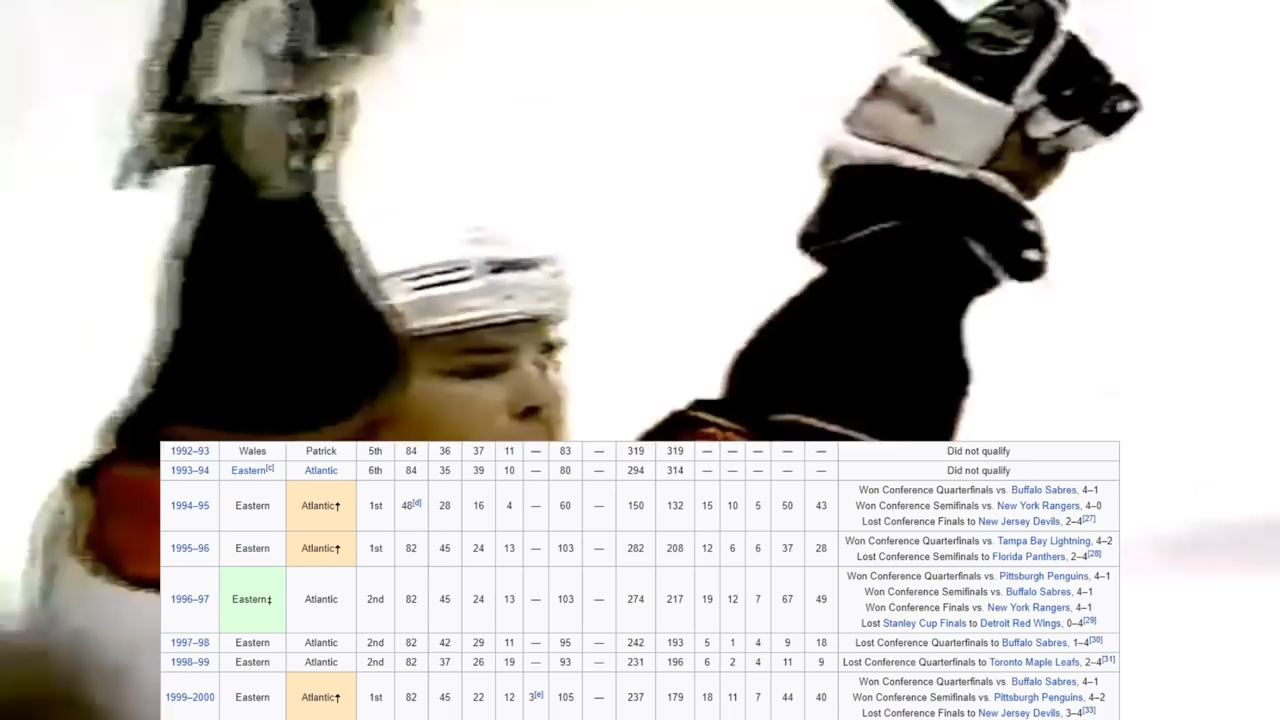 1992–93 Wales Patrick 5th 84 36 37 11 — 83 — 319 319 — — — — — Did not qualify
1993–94 Eastern[c] Atlantic 6th 84 35 39 10 — 80 — 294 314 — — — — — Did not qualify
Won Conference Quarterfinals vs. Buffalo Sabres, 4–1
1994–95 Eastern Atlantic† 1st 48[d] 28 16 4 — 60 — 150 132 15 10 5 50 43 Won Conference Semifinals vs. New York Rangers, 4–0
Lost Conference Finals to New Jersey Devils, 2–4[27]
1995–96 Eastern Atlantic† 1st 82 45 24 13 — 103 — 282 208 12 6 6 37 28 Won Conference Quarterfinals vs. Tampa Bay Lightning, 4–2
Lost Conference Semifinals to Florida Panthers, 2–4[28]
Won Conference Quarterfinals vs. Pittsburgh Penguins, 4–1
Won Conference Semifinals vs. Buffalo Sabres, 4–1
1996–97 Eastern‡ Atlantic 2nd 82 45 24 13 — 103 — 274 217 19 12 7 67 49 Won Conference Finals vs. New York Rangers, 4–1
Lost Stanley Cup Finals to Detroit Red Wings, 0–4[29]
1997–98 Eastern Atlantic 2nd 82 42 29 11 — 95 — 242 193 5 1 4 9 18 Lost Conference Quarterfinals to Buffalo Sabres, 1–4[30]
1998–99 Eastern Atlantic 2nd 82 37 26 19 — 93 — 231 196 6 2 4 11 9 Lost Conference Quarterfinals to Toronto Maple Leafs, 2–4[31]
Won Conference Quarterfinals vs. Buffalo Sabres, 4–1
1999–2000 Eastern Atlantic† 1st 82 45 22 12 3[e] 105 — 237 179 18 11 7 44 40 Won Conference Semifinals vs. Pittsburgh Penguins, 4–2
Lost Conference Finals to New Jersey Devils, 3–4[33]